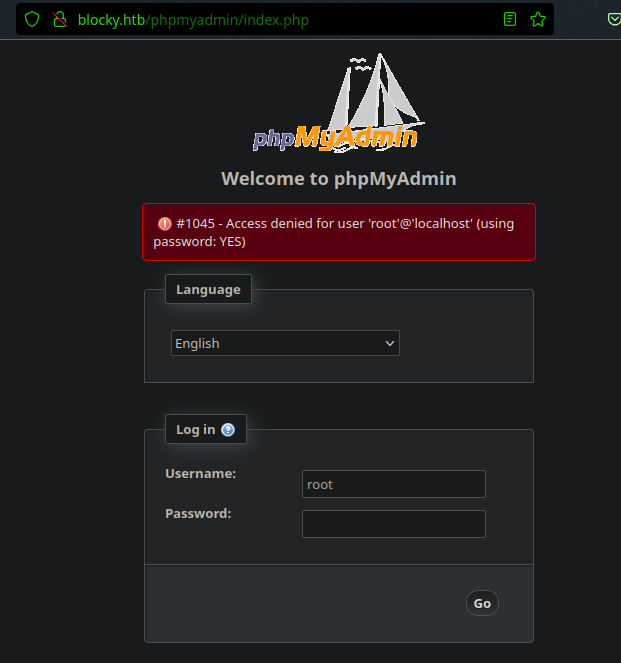 blocky.htb/phpmyadmin/index.php
phpMyAdmin
Welcome to phpMyAdmin
#1045 - Access denied for user 'root'@'localhost' (using
password: YES)
Language
English
Log in
Username:
root
Password:
Go